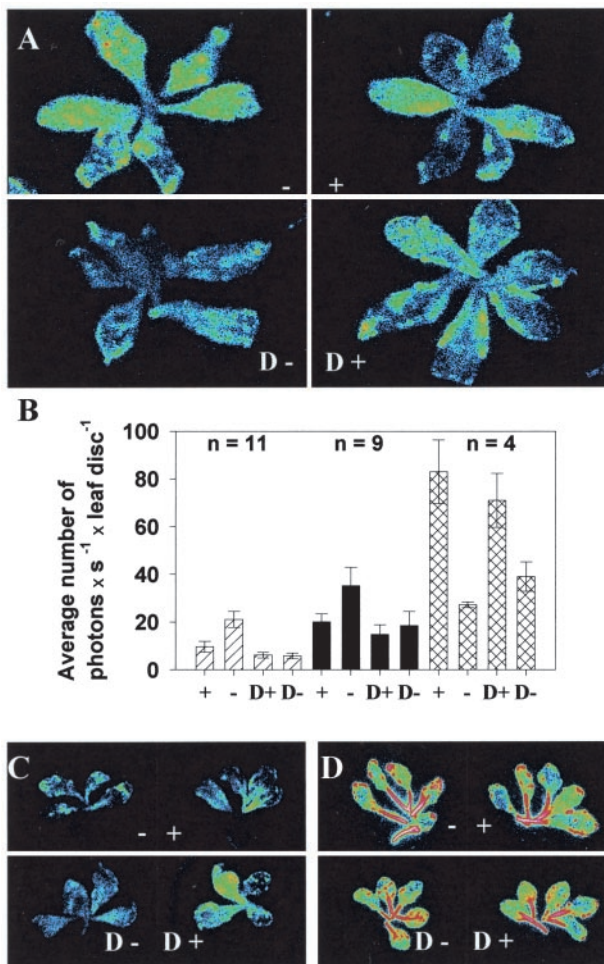 A
- +
D - D +
B
Average number of
photons x s⁻¹ x leaf disc⁻¹
100
80
60
40
20
0
n = 11 n = 9 n = 4
+ - D+ D- + - D+ D- + - D+ D-
C D
- + - +
D - D + D - D +